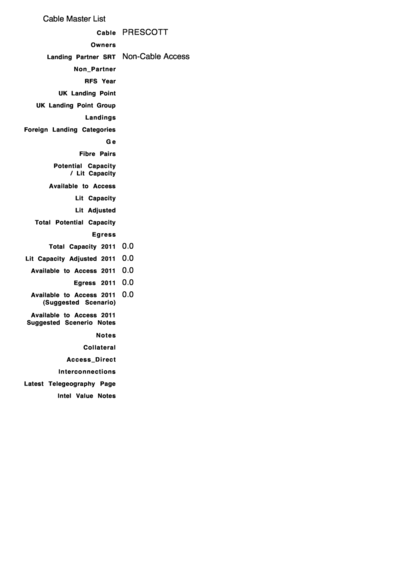 Cable Master List
Cable PRESCOTT
Owners
Landing Partner SRT Non-Cable Access
Non_Partner
RFS Year
UK Landing Point
UK Landing Point Group
Landings
Foreign Landing Categories
Ge
Fibre Pairs
Potential Capacity
/ Lit Capacity
Available to Access
Lit Capacity
Lit Adjusted
Total Potential Capacity
Egress
Total Capacity 2011 0.0
Lit Capacity Adjusted 2011 0.0
Available to Access 2011 0.0
Egress 2011 0.0
Available to Access 2011 0.0
(Suggested Scenario)
Available to Access 2011
Suggested Scenerio Notes
Notes
Collateral
Access_Direct
Interconnections
Latest Telegeography Page
Intel Value Notes